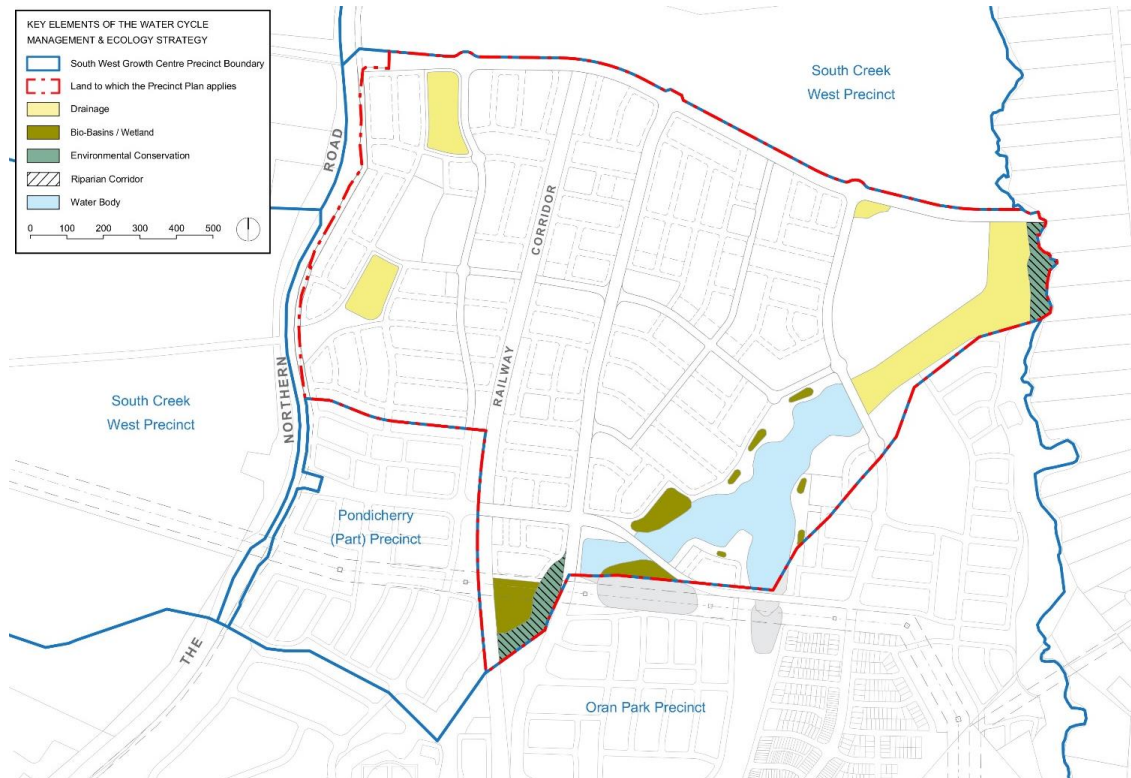 KEY ELEMENTS OF THE WATER CYCLE
MANAGEMENT & ECOLOGY STRATEGY
South West Growth Centre Precinct Boundary
Land to which the Precinct Plan applies
Drainage
Bio-Basins / Wetland
Environmental Conservation
Riparian Corridor
Water Body
0 100 200 300 400 500
South Creek
West Precinct
ROAD
CORRIDOR
RAILWAY
NORTHERN
South Creek
West Precinct
Pondicherry
(Part) Precinct
THE
Oran Park Precinct